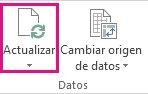 Actualizar
Cambiar origen
de datos
Datos